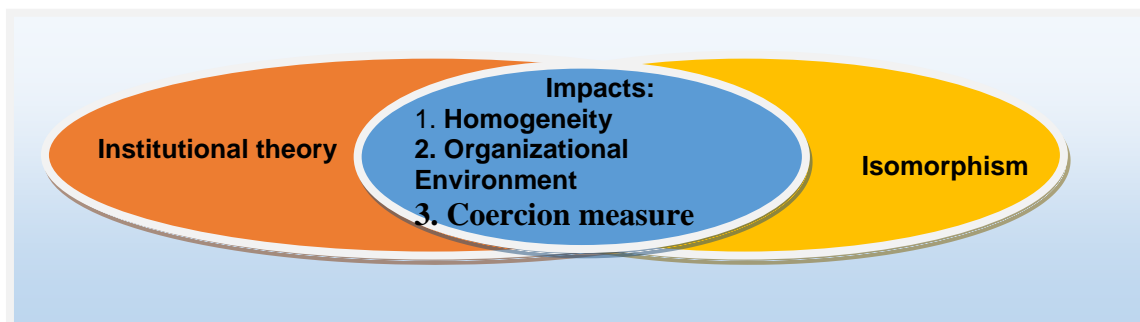 Impacts:
1. Homogeneity
Institutional theory
2. Organizational
Environment
3. Coercion measure
Isomorphism